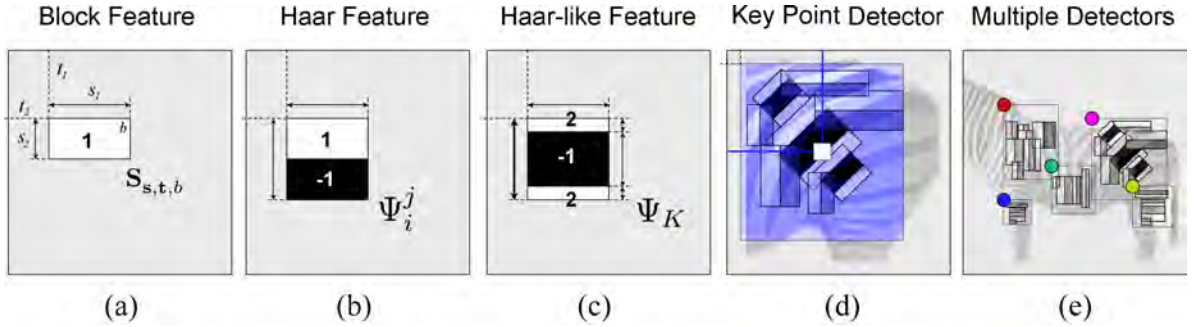 Block Feature
Haar Feature
Haar-like Feature
Key Point Detector
Multiple Detectors
t₁
s₁
t₂
s₂
1
b
S_{s,t,b}
1
-1
Ψ_i^j
2
-1
2
Ψ_K
(a)
(b)
(c)
(d)
(e)